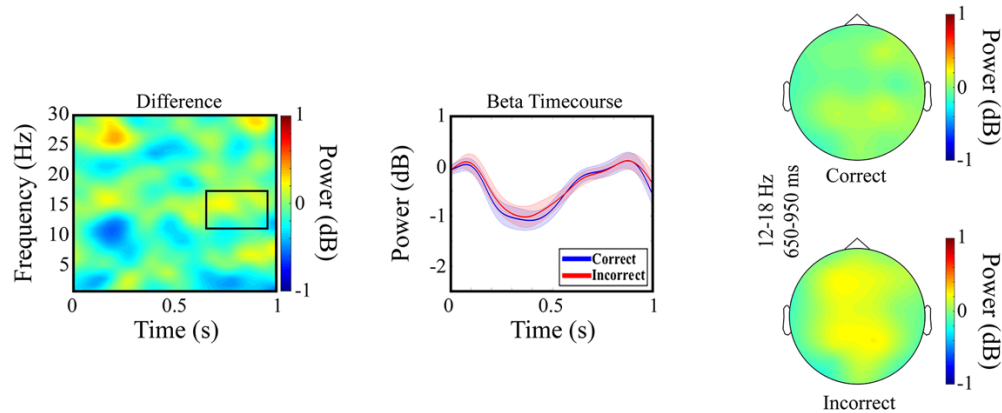 Difference
Frequency (Hz)
30
25
20
15
10
5
0
0.5
1
Time (s)
1
0
-1
Power (dB)
Beta Timecourse
Power (dB)
1
0
-1
-2
0
0.5
1
Time (s)
Correct
Incorrect
12-18 Hz
650-950 ms
Correct
1
0
-1
Power (dB)
Incorrect
1
0
-1
Power (dB)